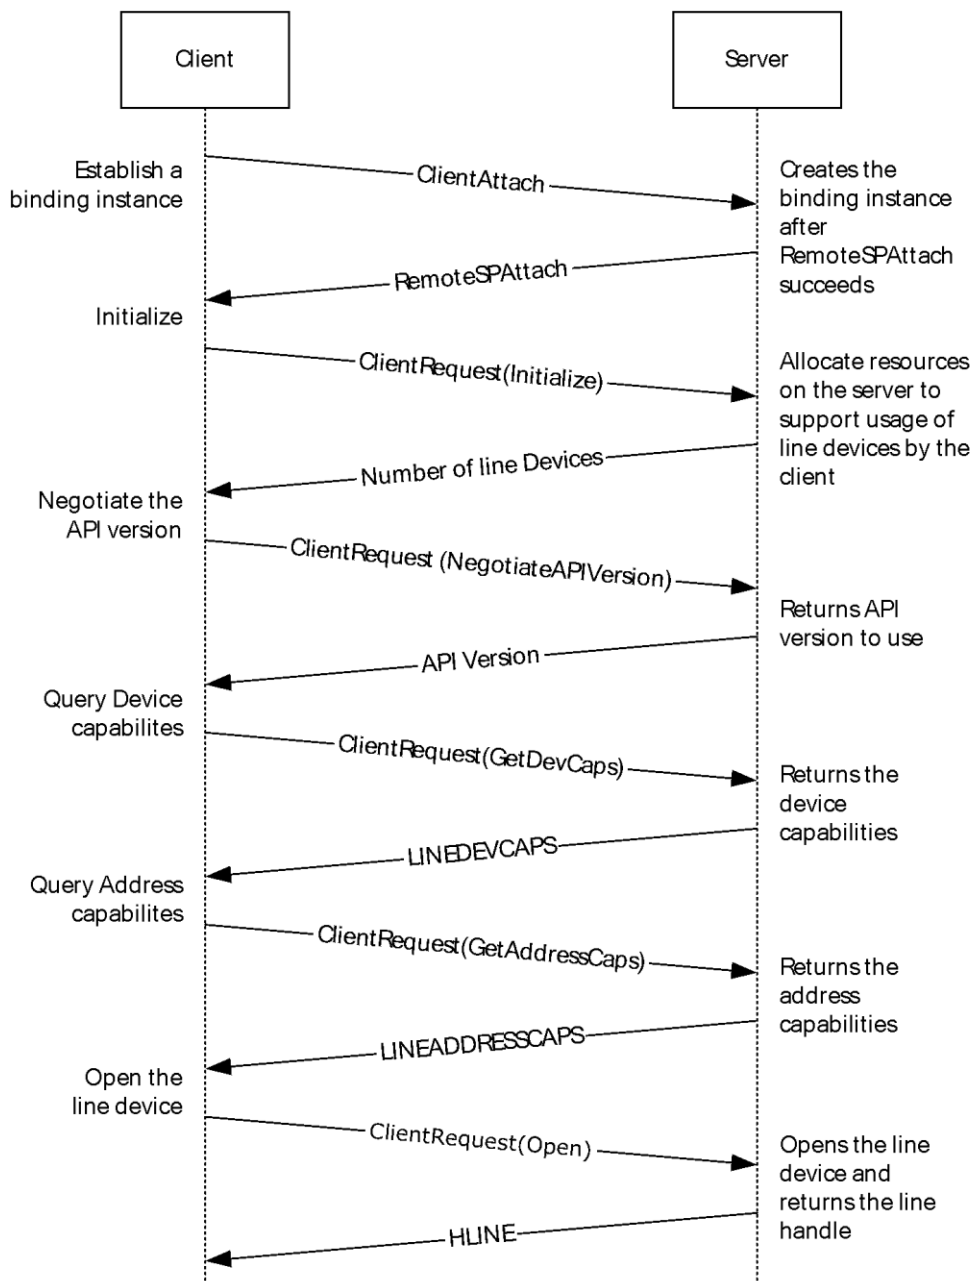 Client
Server
Establish a
binding instance
ClientAttach
Creates the
binding instance
after
RemoteSPAttach
succeeds
RemoteSPAttach
Initialize
ClientRequest(Initialize)
Allocate resources
on the server to
support usage of
line devices by the
client
Number of line Devices
Negotiate the
API version
ClientRequest (NegotiateAPIVersion)
Returns API
version to use
API Version
Query Device
capabilites
ClientRequest(GetDevCaps)
Returns the
device
capabilities
LINEDEVCAPS
Query Address
capabilites
ClientRequest(GetAddressCaps)
Returns the
address
capabilities
LINEADDRESSCAPS
Open the
line device
ClientRequest(Open)
Opens the line
device and
returns the line
handle
HLINE